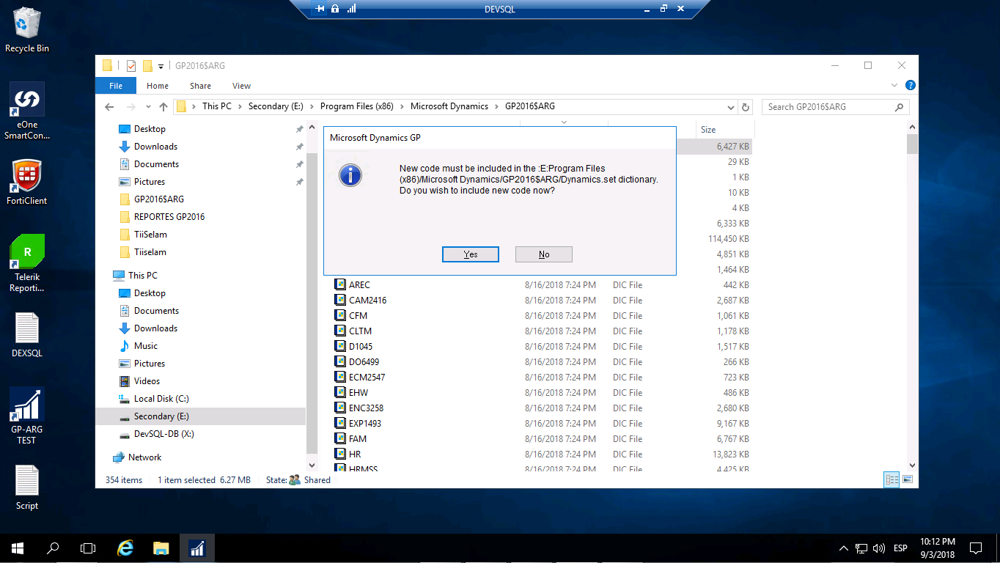 DEVSQL
Recycle Bin
eOne
SmartCon...
FortiClient
R
Telerik
Reporti...
DEXSQL
GP-ARG
TEST
Script
GP2016$ARG
File Home Share View
This PC > Secondary (E:) > Program Files (x86) > Microsoft Dynamics > GP2016$ARG
Search GP2016$ARG
Desktop
Downloads
Documents
Pictures
GP2016$ARG
REPORTES GP2016
TiiSelam
Tiiselam
This PC
Desktop
Documents
Downloads
Music
Pictures
Videos
Local Disk (C:)
Secondary (E:)
DevSQL-DB (X:)
Network
Microsoft Dynamics GP
New code must be included in the :E:Program Files
(x86)/Microsoft Dynamics/GP2016$ARG/Dynamics.set dictionary.
Do you wish to include new code now?
Yes No
Size
6,427 KB
29 KB
1 KB
10 KB
4 KB
6,333 KB
114,450 KB
4,851 KB
1,464 KB
AREC 8/16/2018 7:24 PM DIC File 442 KB
CAM2416 8/16/2018 7:24 PM DIC File 2,687 KB
CFM 8/16/2018 7:24 PM DIC File 1,061 KB
CLTM 8/16/2018 7:24 PM DIC File 1,178 KB
D1045 8/16/2018 7:24 PM DIC File 1,517 KB
DO6499 8/16/2018 7:24 PM DIC File 266 KB
ECM2547 8/16/2018 7:24 PM DIC File 723 KB
EHW 8/16/2018 7:24 PM DIC File 486 KB
ENC3258 8/16/2018 7:24 PM DIC File 2,680 KB
EXP1493 8/16/2018 7:24 PM DIC File 9,167 KB
FAM 8/16/2018 7:24 PM DIC File 6,767 KB
HR 8/16/2018 7:24 PM DIC File 13,823 KB
HRMSS 8/16/2018 7:24 PM DIC File 4,425 KB
354 items 1 item selected 6.27 MB State: Shared
ESP
10:12 PM
9/3/2018